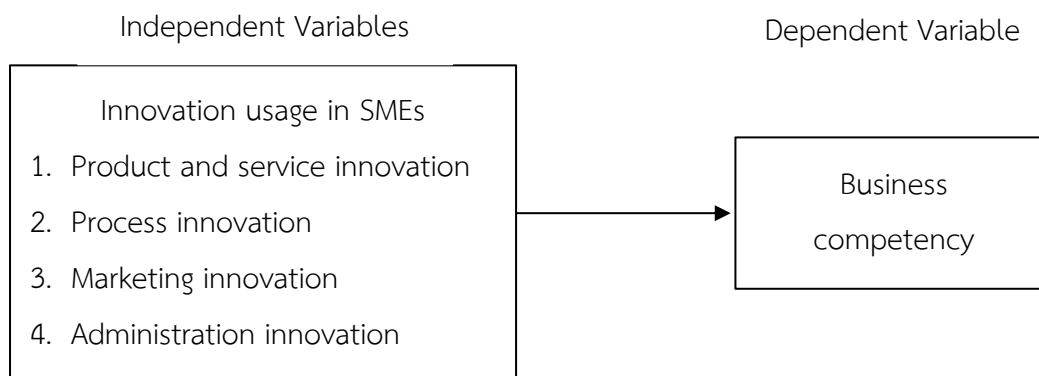 Independent Variables
Dependent Variable
Innovation usage in SMEs
1. Product and service innovation
2. Process innovation
3. Marketing innovation
4. Administration innovation
Business
competency